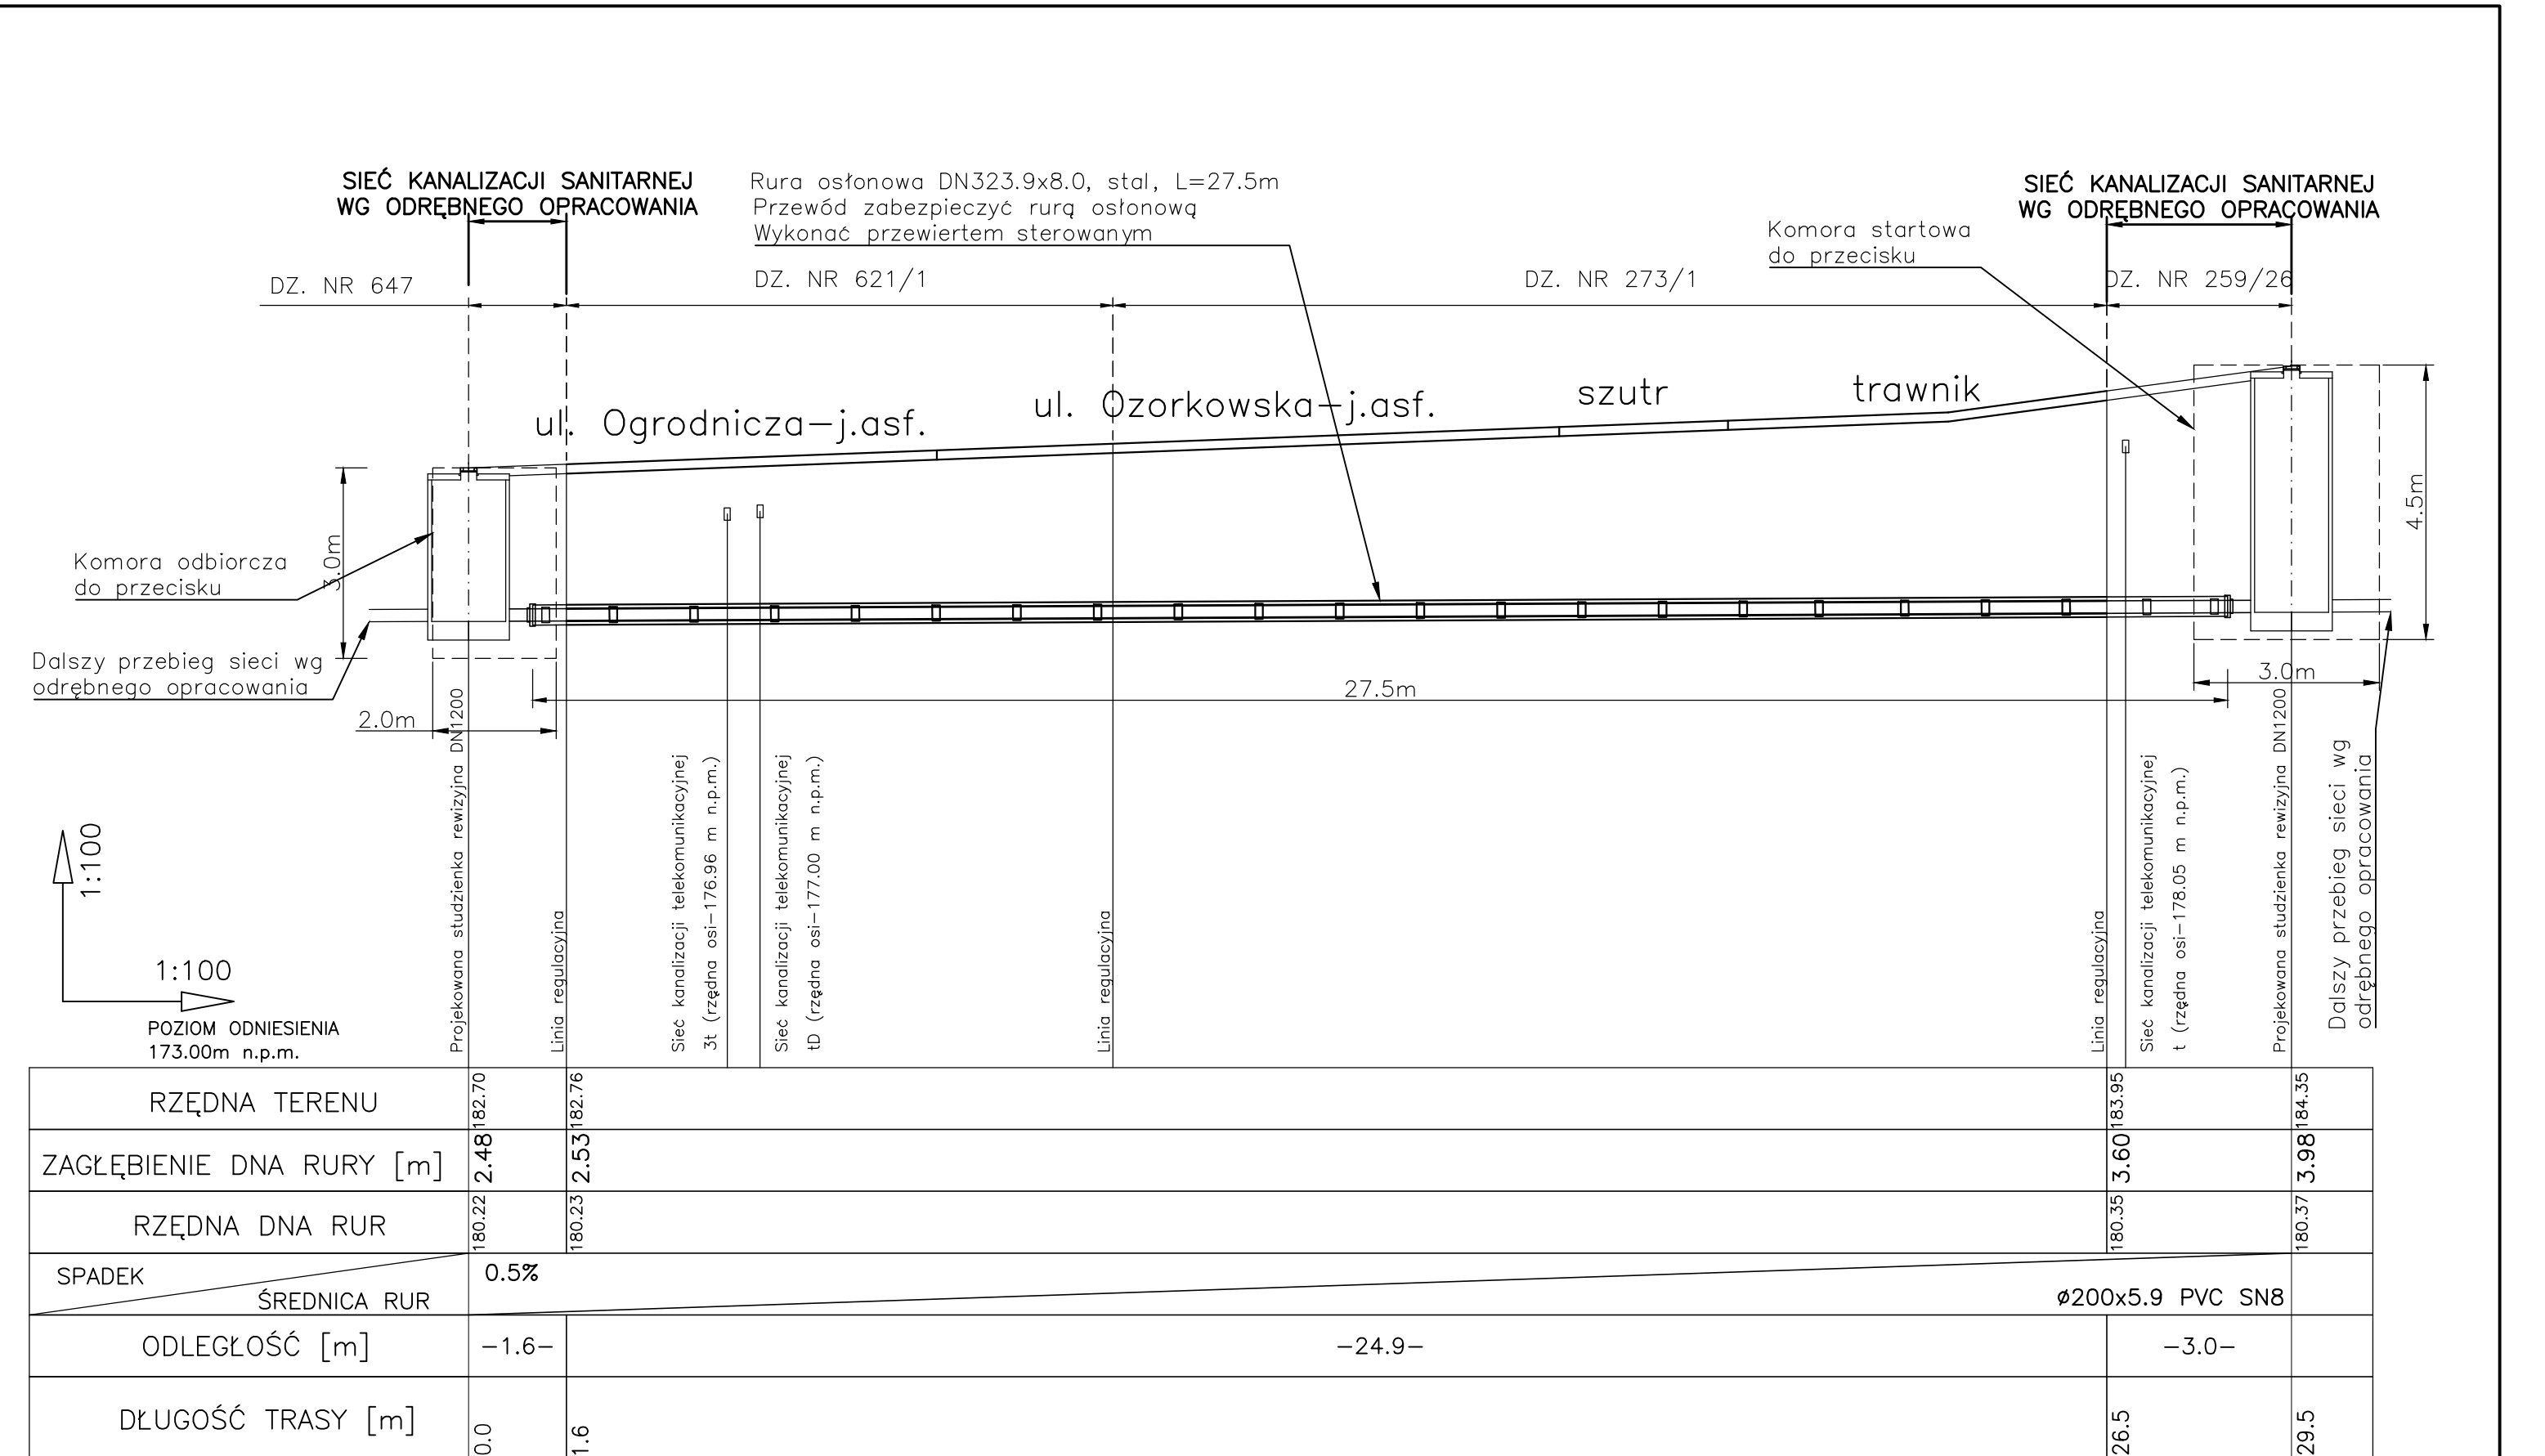 SIEĆ KANALIZACJI SANITARNEJ
WG ODRĘBNEGO OPRACOWANIA
Rura osłonowa DN323.9x8.0, stal, L=27.5m
Przewód zabezpieczyć rurą osłonową
Wykonać przewiertem sterowanym
SIEĆ KANALIZACJI SANITARNEJ
WG ODRĘBNEGO OPRACOWANIA
Komora startowa
do przecisku
DZ. NR 647
DZ. NR 621/1
DZ. NR 273/1
DZ. NR 259/26
ul. Ogrodnicza-j.asf.
ul. Ozorkowska-j.asf.
szutr
trawnik
Komora odbiorcza
do przecisku
3.0m
4.5m
Dalszy przebieg sieci wg
odrębnego opracowania
2.0m
27.5m
3.0m
Projekowana studzienka rewizyjna DN1200
Linia regulacyjna
Sieć kanalizacji telekomunikacyjnej
3t (rzędna osi-176.96 m n.p.m.)
Sieć kanalizacji telekomunikacyjnej
tD (rzędna osi-177.00 m n.p.m.)
Linia regulacyjna
Linia regulacyjna
Sieć kanalizacji telekomunikacyjnej
t (rzędna osi-178.05 m n.p.m.)
Projekowana studzienka rewizyjna DN1200
Dalszy przebieg sieci wg
odrębnego opracowania
1:100
1:100
POZIOM ODNIESIENIA
173.00m n.p.m.
RZĘDNA TERENU 182.70 182.76 183.95 184.35
ZAGŁĘBIENIE DNA RURY [m] 2.48 2.53 3.60 3.98
RZĘDNA DNA RUR 180.22 180.23 180.35 180.37
SPADEK 0.5%
ŚREDNICA RUR ø200x5.9 PVC SN8
ODLEGŁOŚĆ [m] -1.6- -24.9- -3.0-
DŁUGOŚĆ TRASY [m] 0.0 1.6 26.5 29.5